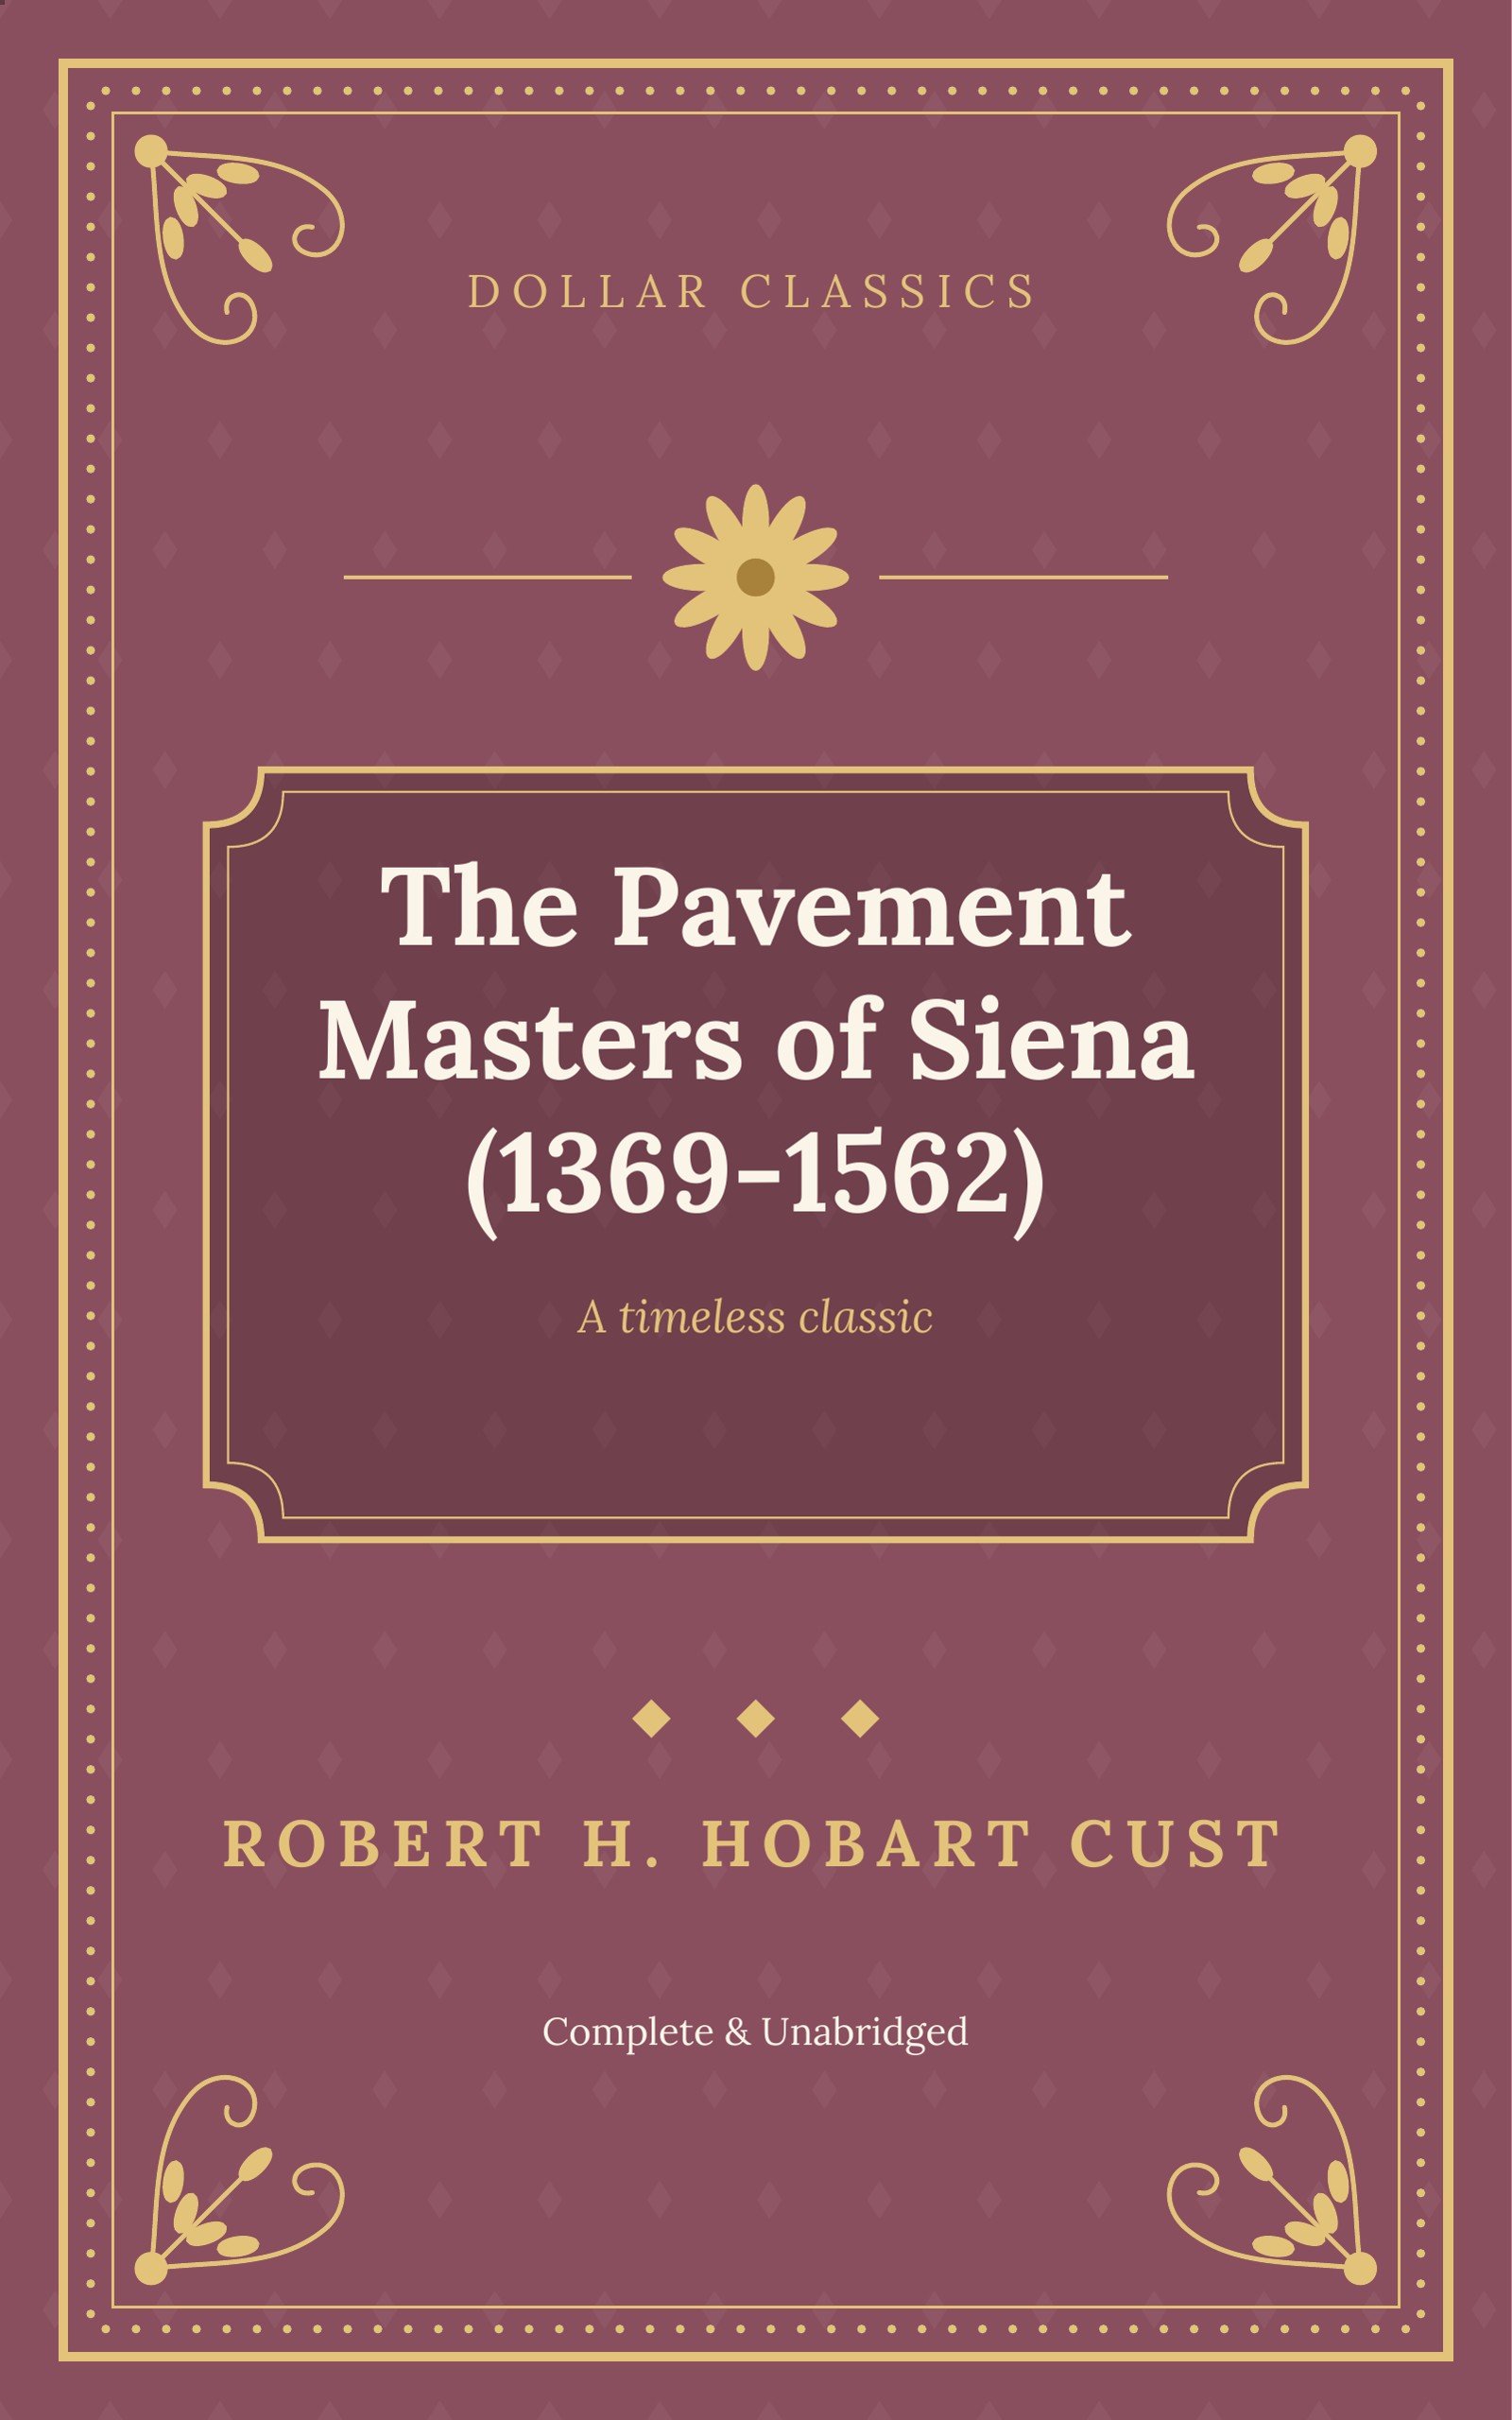 DOLLAR CLASSICS
The Pavement
Masters of Siena
(1369–1562)
A timeless classic
ROBERT H. HOBART CUST
Complete & Unabridged